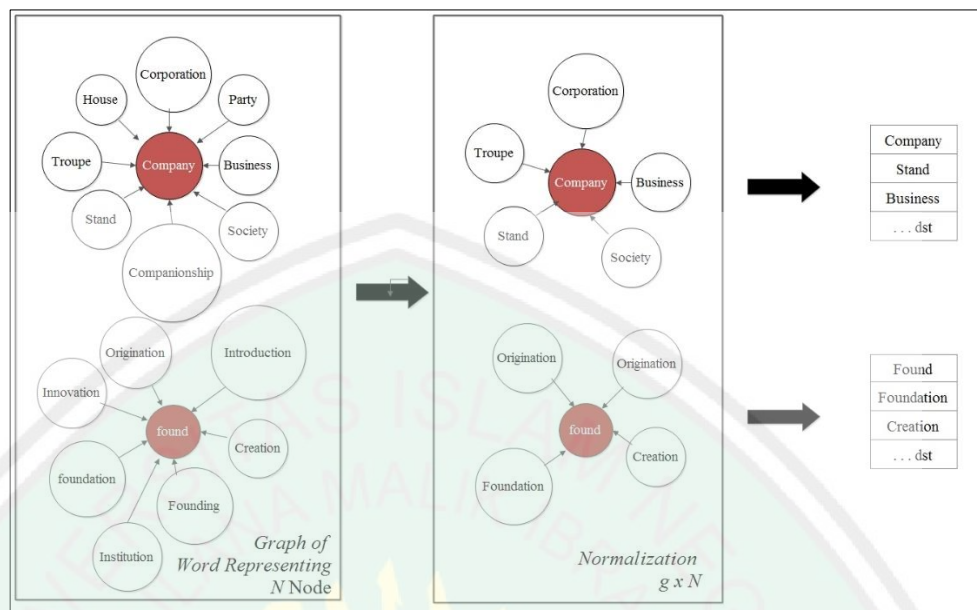 Corporation
House
Party
Troupe
Company
Business
Stand
Society
Companionship
Origination
Introduction
Innovation
found
Creation
foundation
Founding
Institution
Graph of
Word Representing
N Node
Corporation
Troupe
Company
Business
Stand
Society
Origination
Origination
found
Creation
Foundation
Normalization
g x N
Company
Stand
Business
. . . dst
Found
Foundation
Creation
. . . dst